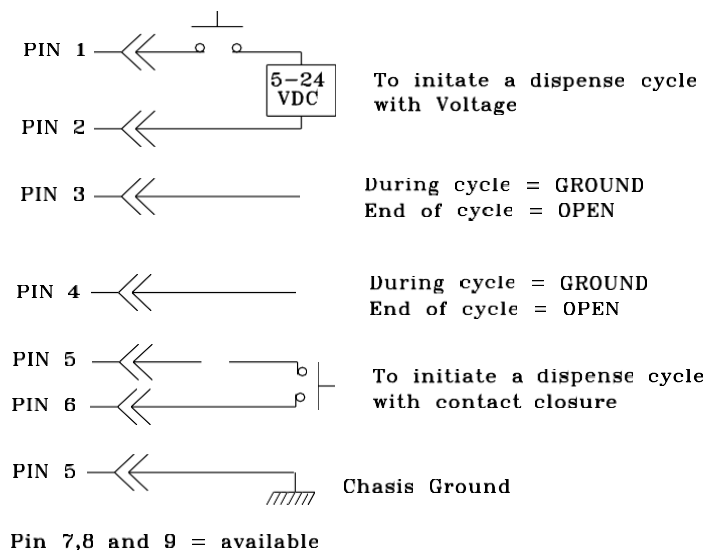 PIN 1
5-24
VDC
To initate a dispense cycle
with Voltage
PIN 2
PIN 3
During cycle = GROUND
End of cycle = OPEN
PIN 4
During cycle = GROUND
End of cycle = OPEN
PIN 5
To initiate a dispense cycle
with contact closure
PIN 6
PIN 5
Chasis Ground
Pin 7,8 and 9 = available